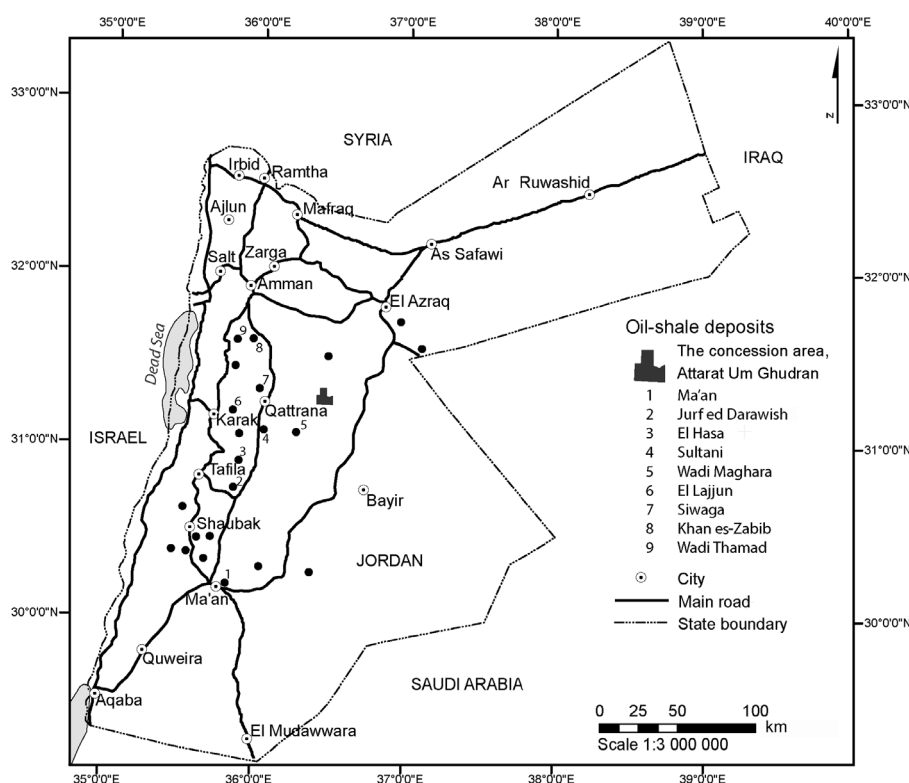 35°0'0"E 36°0'0"E 37°0'0"E 38°0'0"E 39°0'0"E 40°0'0"E
33°0'0"N 33°0'0"N
N
SYRIA
IRAQ
Irbid
Ramtha
Ar Ruwashid
Ajlun
Mafraq
Salt Zarga
As Safawi
32°0'0"N 32°0'0"N
Amman
El Azraq
Dead Sea
9
8
7
6
Qattrana
Karak
4
5
ISRAEL
31°0'0"N 31°0'0"N
3
Tafila
2
Bayir
Shaubak
JORDAN
1
Ma'an
30°0'0"N 30°0'0"N
Quweira
Aqaba
SAUDI ARABIA
El Mudawwara
Oil-shale deposits
The concession area,
Attarat Um Ghudran
1 Ma'an
2 Jurf ed Darawish
3 El Hasa
4 Sultani
5 Wadi Maghara
6 El Lajjun
7 Siwaga
8 Khan es-Zabib
9 Wadi Thamad
City
Main road
State boundary
0 25 50 100
km
Scale 1:3 000 000
35°0'0"E 36°0'0"E 37°0'0"E 38°0'0"E 39°0'0"E